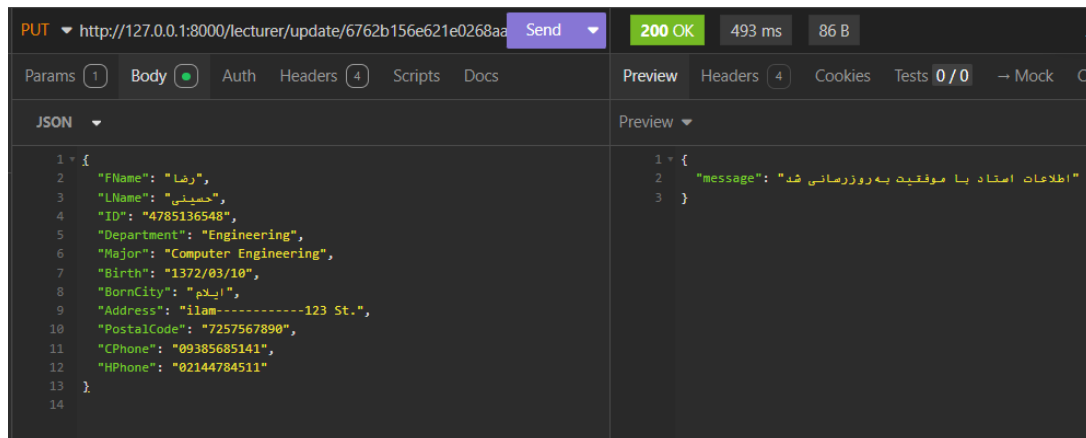 PUT http://127.0.0.1:8000/lecturer/update/6762b156e621e0268aa Send 200 OK 493 ms 86 B
Params 1 Body Auth Headers 4 Scripts Docs Preview Headers 4 Cookies Tests 0 / 0 → Mock
JSON Preview
1 {
2 "FName": "رضا",
3 "LName": "حسینی",
4 "ID": "4785136548",
5 "Department": "Engineering",
6 "Major": "Computer Engineering",
7 "Birth": "1372/03/10",
8 "BornCity": "ایلام",
9 "Address": "ilam------------123 St.",
10 "PostalCode": "7257567890",
11 "CPhone": "09385685141",
12 "HPhone": "02144784511"
13 }
14
1 {
2 "message": "اطلاعات استاد با موفقیت به‌روزرسانی شد"
3 }